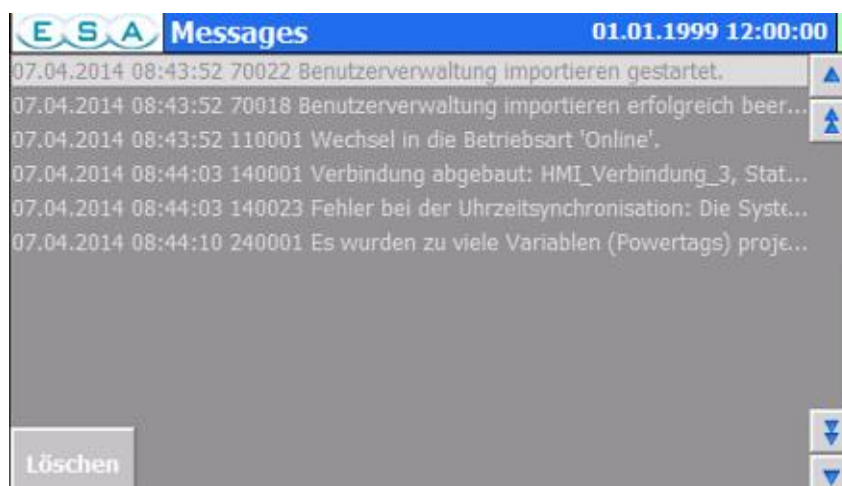 ESA Messages 01.01.1999 12:00:00
07.04.2014 08:43:52 70022 Benutzerverwaltung importieren gestartet.
07.04.2014 08:43:52 70018 Benutzerverwaltung importieren erfolgreich beer...
07.04.2014 08:43:52 110001 Wechsel in die Betriebsart 'Online'.
07.04.2014 08:44:03 140001 Verbindung abgebaut: HMI_Verbindung_3, Stat...
07.04.2014 08:44:03 140023 Fehler bei der Uhrzeitsynchronisation: Die Syste...
07.04.2014 08:44:10 240001 Es wurden zu viele Variablen (Powertags) proje...
Löschen